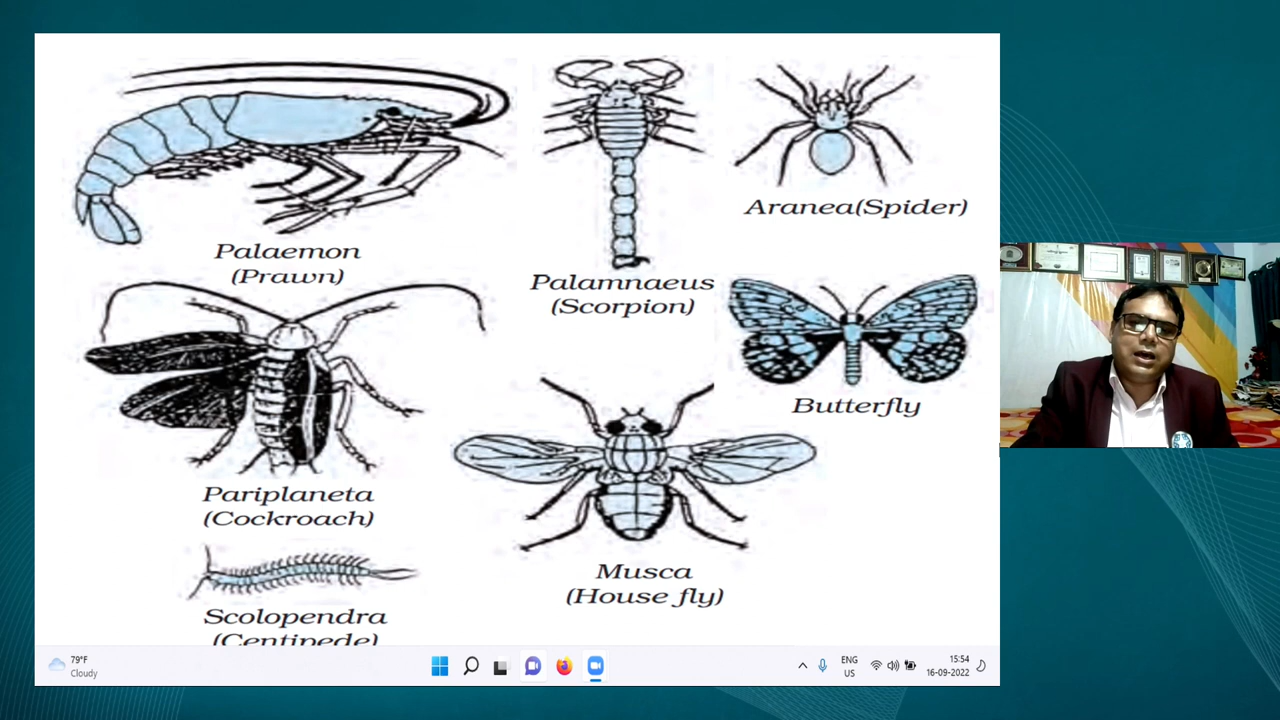 Palaemon
(Prawn)
Palamnaeus
(Scorpion)
Aranea(Spider)
Pariplaneta
(Cockroach)
Butterfly
Musca
(House fly)
Scolopendra
(Centipede)
79°F
Cloudy
ENG
US
15:54
16-09-2022